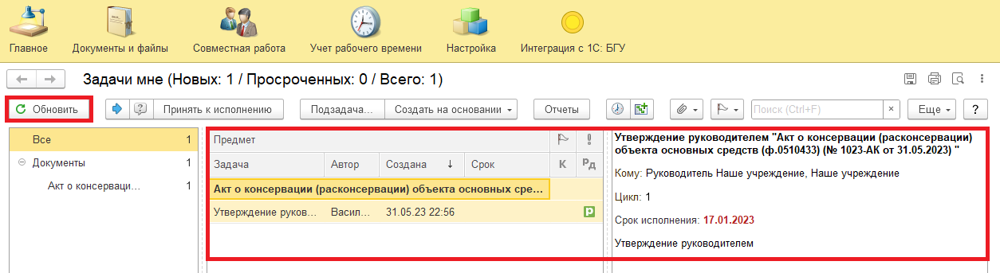 Главное Документы и файлы Совместная работа Учет рабочего времени Настройка Интеграция с 1С: БГУ
Задачи мне (Новых: 1 / Просроченных: 0 / Всего: 1)
Обновить Принять к исполнению Подзадача... Создать на основании Отчеты Поиск (Ctrl+F) × Еще ?
Все 1
Документы 1
Акт о консерваци... 1
Предмет
Задача Автор Создана ↓ Срок К Рд
Акт о консервации (расконсервации) объекта основных сре...
Утверждение руков... Васил... 31.05.23 22:56 Р
Утверждение руководителем "Акт о консервации (расконсервации)
объекта основных средств (ф.0510433) (№ 1023-АК от 31.05.2023) "
Кому: Руководитель Наше учреждение, Наше учреждение
Цикл: 1
Срок исполнения: 17.01.2023
Утверждение руководителем